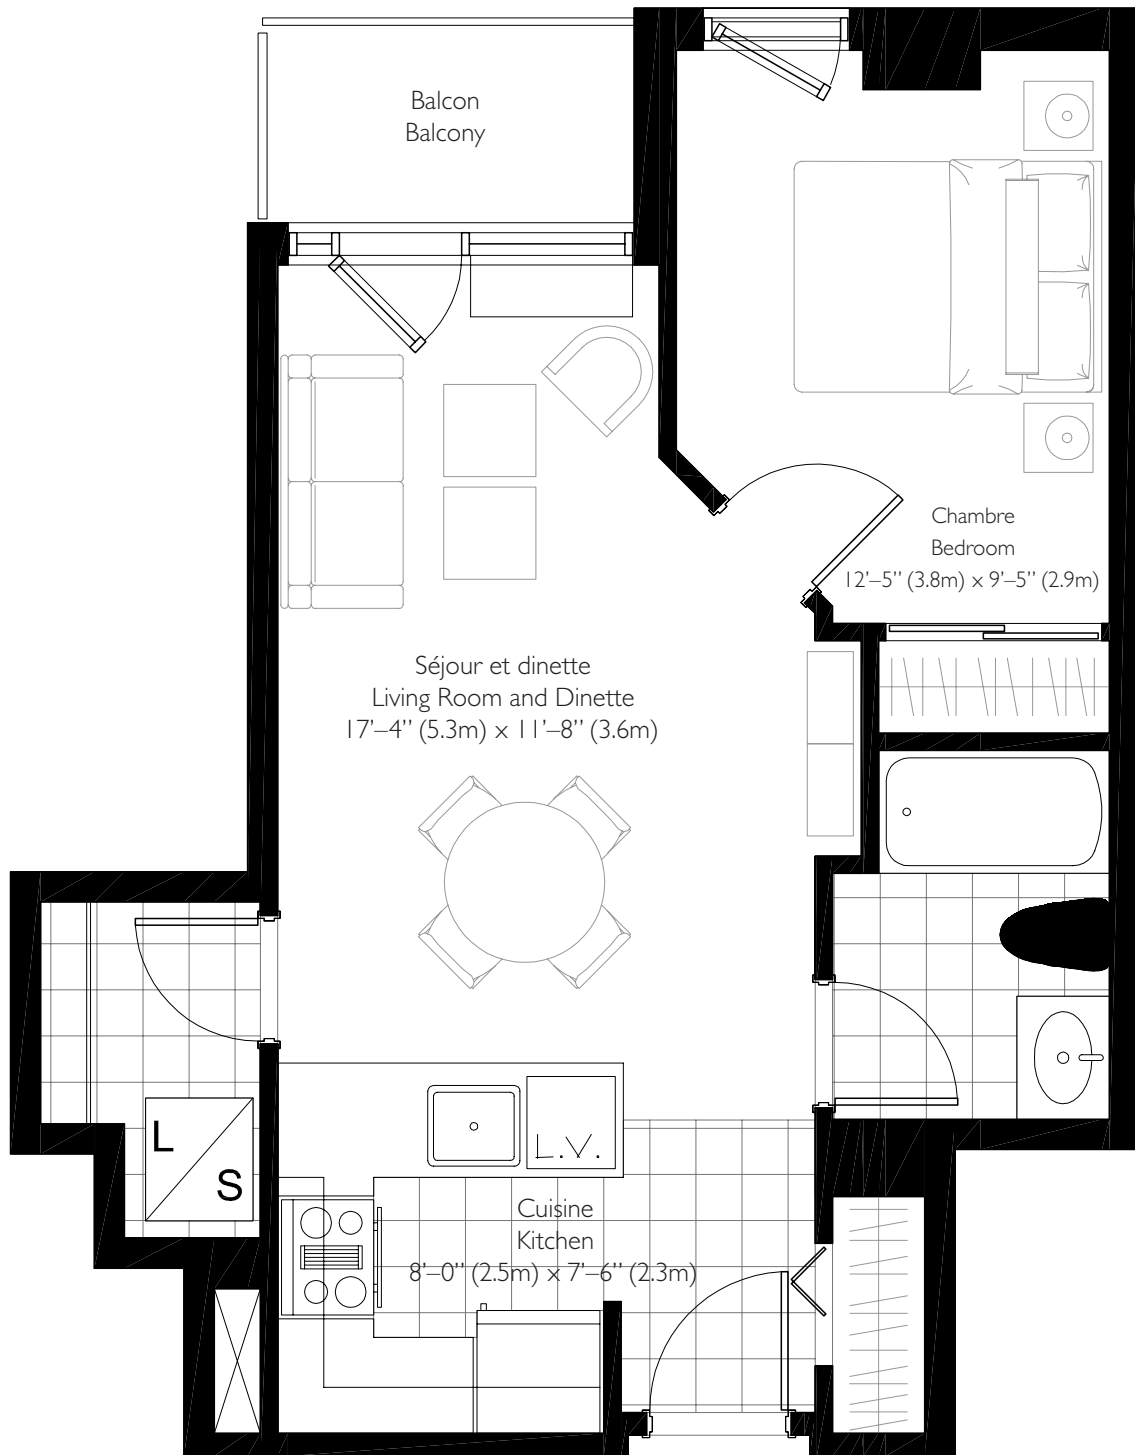 Balcon
Balcony
Chambre
Bedroom
12'–5'' (3.8m) x 9'–5'' (2.9m)
Séjour et dinette
Living Room and Dinette
17'–4'' (5.3m) x 11'–8'' (3.6m)
L
S
L.V.
Cuisine
Kitchen
8'–0'' (2.5m) x 7'–6'' (2.3m)